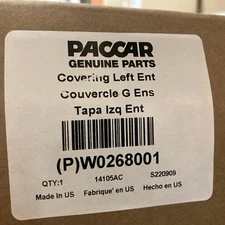 PACCAR
GENUINE PARTS
Covering Left Ent
Couvercle G Ens
Tapa Izq Ent
(P)W0268001
QTY:1 14105AC S220909
Made In US Fabrique' en US Hecho en US